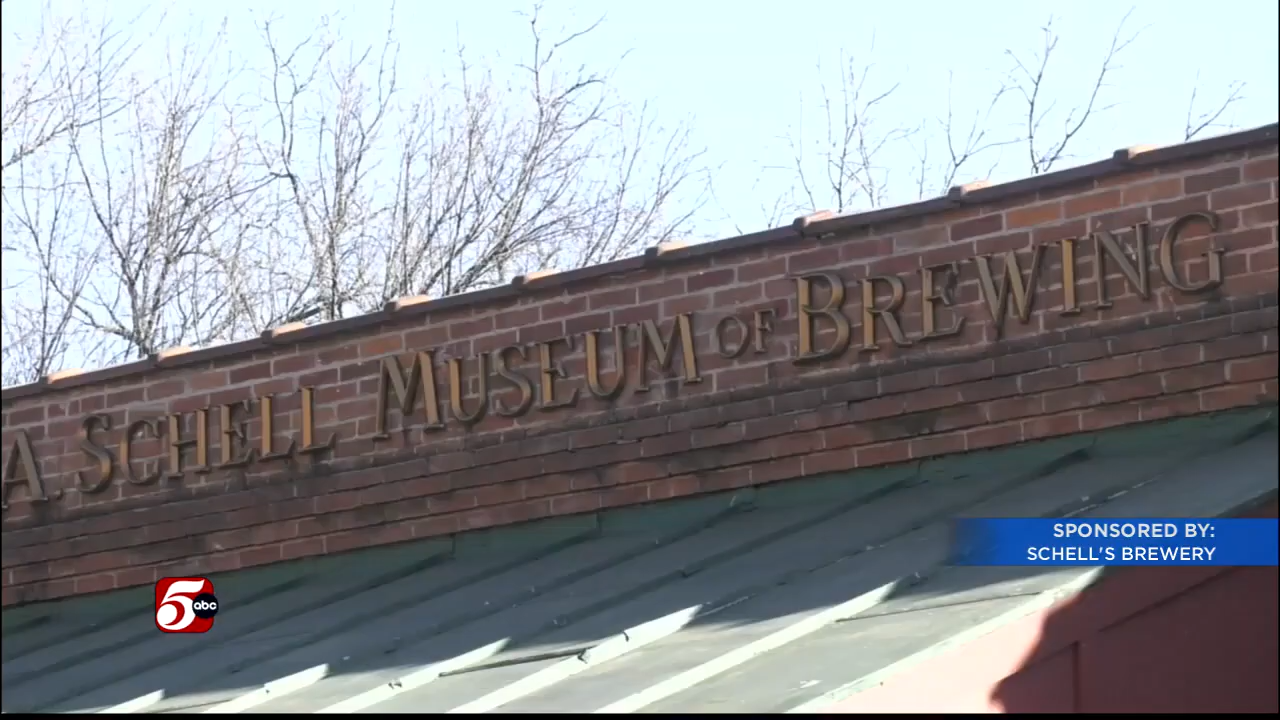 A. SCHELL MUSEUM OF BREWING
SPONSORED BY:
SCHELL'S BREWERY
5 abc